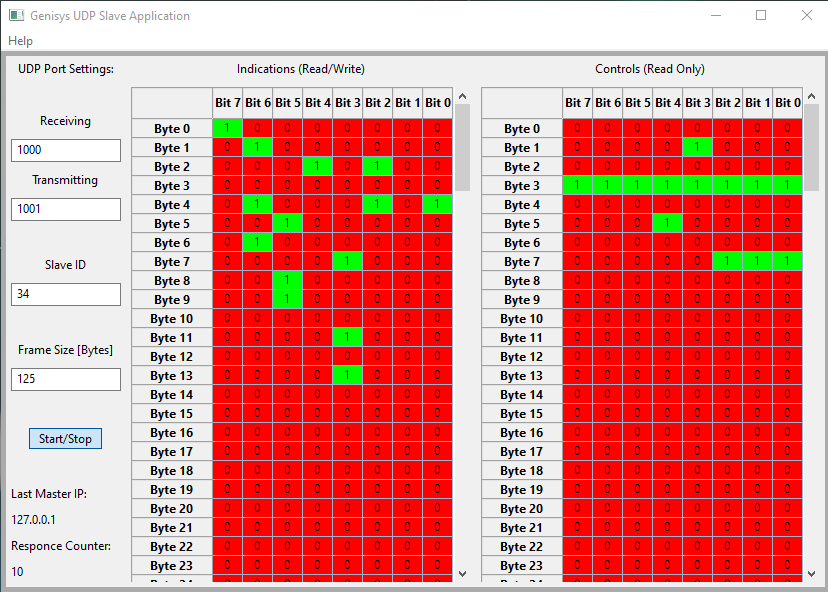 Genisys UDP Slave Application
Help
UDP Port Settings:
Receiving
1000
Transmitting
1001
Slave ID
34
Frame Size [Bytes]
125
Start/Stop
Last Master IP:
127.0.0.1
Responce Counter:
10
Indications (Read/Write)
Bit 7 Bit 6 Bit 5 Bit 4 Bit 3 Bit 2 Bit 1 Bit 0
Byte 0 1 0 0 0 0 0 0 0
Byte 1 0 1 0 0 0 0 0 0
Byte 2 0 0 0 1 0 1 0 0
Byte 3 0 0 0 0 0 0 0 0
Byte 4 0 1 0 0 0 1 0 1
Byte 5 0 0 1 0 0 0 0 0
Byte 6 0 1 0 0 0 0 0 0
Byte 7 0 0 0 0 1 0 0 0
Byte 8 0 0 1 0 0 0 0 0
Byte 9 0 0 1 0 0 0 0 0
Byte 10 0 0 0 0 0 0 0 0
Byte 11 0 0 0 0 1 0 0 0
Byte 12 0 0 0 0 0 0 0 0
Byte 13 0 0 0 0 1 0 0 0
Byte 14 0 0 0 0 0 0 0 0
Byte 15 0 0 0 0 0 0 0 0
Byte 16 0 0 0 0 0 0 0 0
Byte 17 0 0 0 0 0 0 0 0
Byte 18 0 0 0 0 0 0 0 0
Byte 19 0 0 0 0 0 0 0 0
Byte 20 0 0 0 0 0 0 0 0
Byte 21 0 0 0 0 0 0 0 0
Byte 22 0 0 0 0 0 0 0 0
Byte 23 0 0 0 0 0 0 0 0
Controls (Read Only)
Bit 7 Bit 6 Bit 5 Bit 4 Bit 3 Bit 2 Bit 1 Bit 0
Byte 0 0 0 0 0 0 0 0 0
Byte 1 0 0 0 0 1 0 0 0
Byte 2 0 0 0 0 0 0 0 0
Byte 3 1 1 1 1 1 1 1 1
Byte 4 0 0 0 0 0 0 0 0
Byte 5 0 0 0 1 0 0 0 0
Byte 6 0 0 0 0 0 0 0 0
Byte 7 0 0 0 0 0 1 1 1
Byte 8 0 0 0 0 0 0 0 0
Byte 9 0 0 0 0 0 0 0 0
Byte 10 0 0 0 0 0 0 0 0
Byte 11 0 0 0 0 0 0 0 0
Byte 12 0 0 0 0 0 0 0 0
Byte 13 0 0 0 0 0 0 0 0
Byte 14 0 0 0 0 0 0 0 0
Byte 15 0 0 0 0 0 0 0 0
Byte 16 0 0 0 0 0 0 0 0
Byte 17 0 0 0 0 0 0 0 0
Byte 18 0 0 0 0 0 0 0 0
Byte 19 0 0 0 0 0 0 0 0
Byte 20 0 0 0 0 0 0 0 0
Byte 21 0 0 0 0 0 0 0 0
Byte 22 0 0 0 0 0 0 0 0
Byte 23 0 0 0 0 0 0 0 0